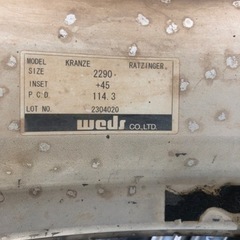 MODEL KRANZE RATZINGER.
SIZE 2290.
INSET +45
P.C.D 114.3
LOT NO. 2304020
weds CO.,LTD.